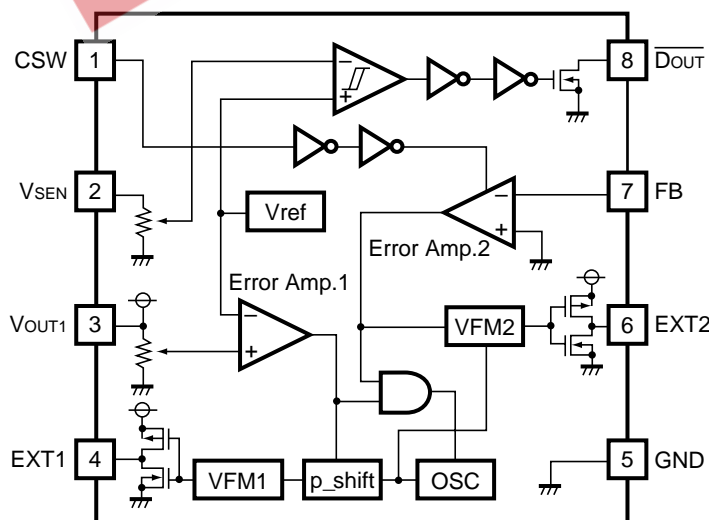 CSW 1
8 DOUT
VSEN 2
7 FB
Vref
Error Amp.2
Error Amp.1
VOUT1 3
VFM2
6 EXT2
EXT1 4
VFM1
p_shift
OSC
5 GND
− +
− +
− +